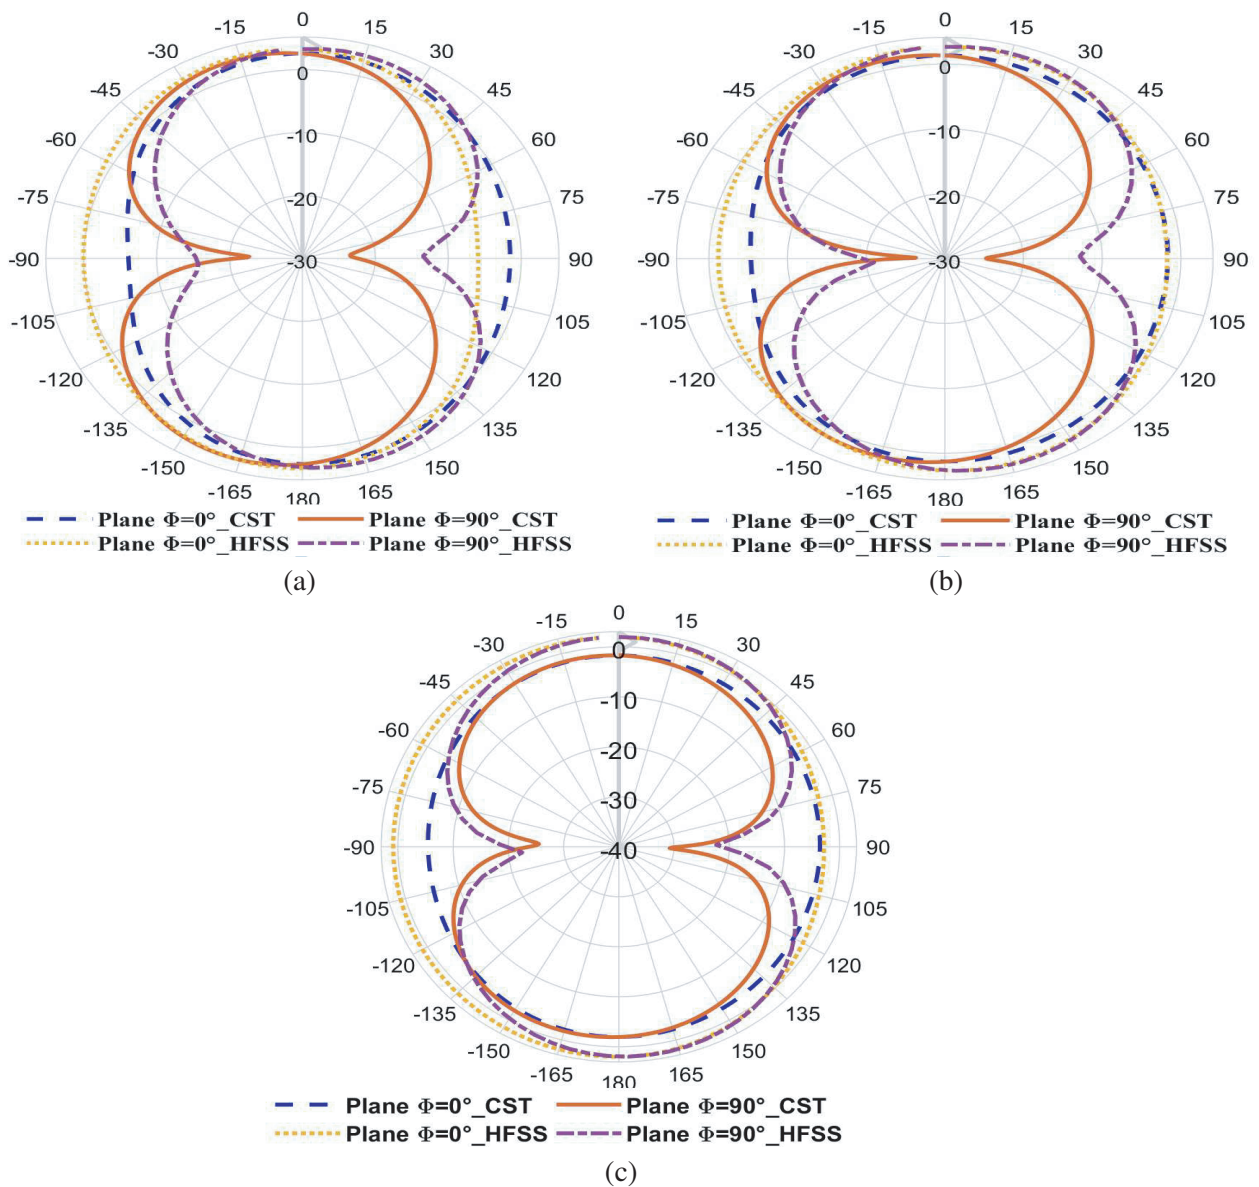 -15 0 15 -15 0 15
-30 30 -30 30
-45 0 45 -45 0 45
-60 -10 60 -60 -10 60
-75 -20 75 -75 -20 75
-90 -30 90 -90 -30 90
-105 105 -105 105
-120 120 -120 120
-135 135 -135 135
-150 150 -150 150
-165 180 165 -165 180 165
Plane Φ=0°_CST Plane Φ=90°_CST Plane Φ=0°_CST Plane Φ=90°_CST
Plane Φ=0°_HFSS Plane Φ=90°_HFSS Plane Φ=0°_HFSS Plane Φ=90°_HFSS
(a) (b)
-15 0 15
-30 0 30
-45 -10 45
-60 -20 60
-75 -30 75
-90 -40 90
-105 105
-120 120
-135 135
-150 150
-165 180 165
Plane Φ=0°_CST Plane Φ=90°_CST
Plane Φ=0°_HFSS Plane Φ=90°_HFSS
(c)